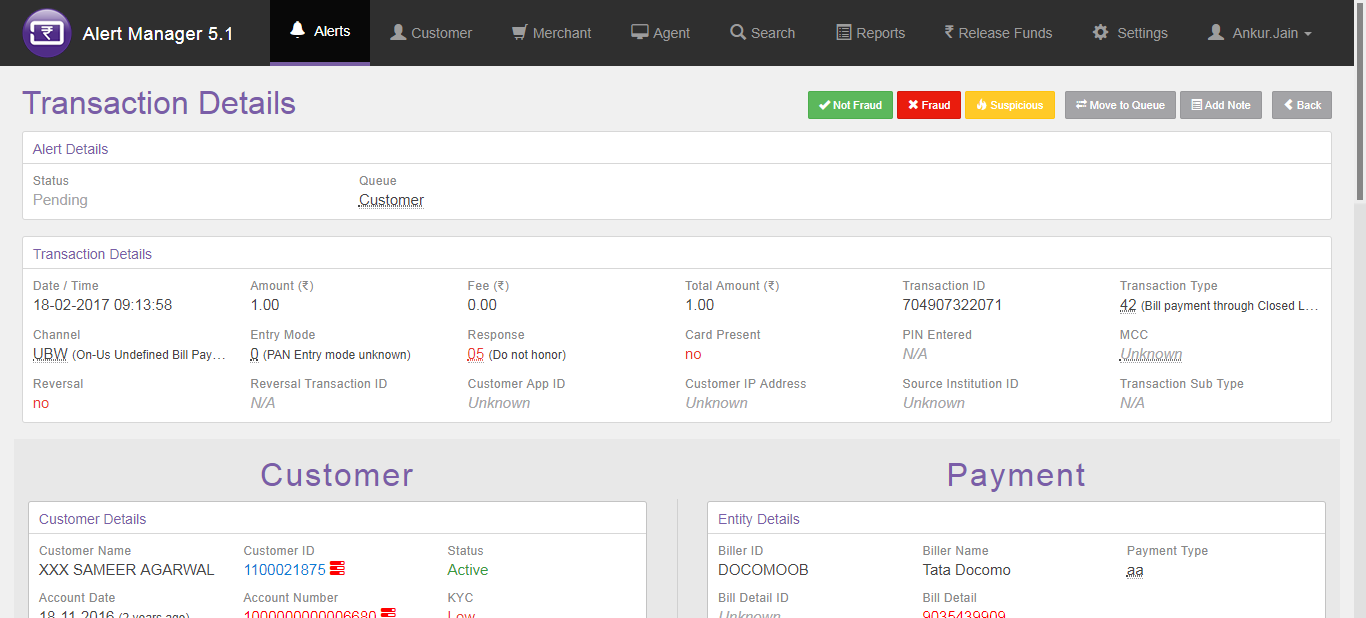 Alert Manager 5.1 Alerts Customer Merchant Agent Search Reports ₹ Release Funds Settings Ankur.Jain
Transaction Details Not Fraud Fraud Suspicious Move to Queue Add Note Back
Alert Details
Status Queue
Pending Customer
Transaction Details
Date / Time Amount (₹) Fee (₹) Total Amount (₹) Transaction ID Transaction Type
18-02-2017 09:13:58 1.00 0.00 1.00 704907322071 42 (Bill payment through Closed L…
Channel Entry Mode Response Card Present PIN Entered MCC
UBW (On-Us Undefined Bill Pay… 0 (PAN Entry mode unknown) 05 (Do not honor) no N/A Unknown
Reversal Reversal Transaction ID Customer App ID Customer IP Address Source Institution ID Transaction Sub Type
no N/A Unknown Unknown Unknown N/A
Customer Payment
Customer Details Entity Details
Customer Name Customer ID Status Biller ID Biller Name Payment Type
XXX SAMEER AGARWAL 1100021875 Active DOCOMOOB Tata Docomo aa
Account Date Account Number KYC Bill Detail ID Bill Detail
18-11-2016 (2 years ago) 1000000000006680 Low Unknown 9035439909